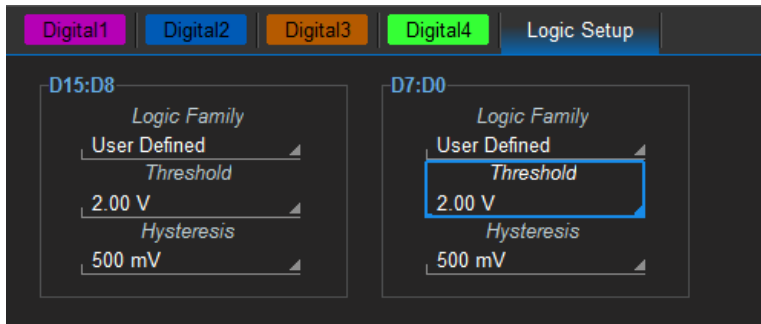 Digital1 Digital2 Digital3 Digital4 Logic Setup
D15:D8
Logic Family
User Defined
Threshold
2.00 V
Hysteresis
500 mV
D7:D0
Logic Family
User Defined
Threshold
2.00 V
Hysteresis
500 mV